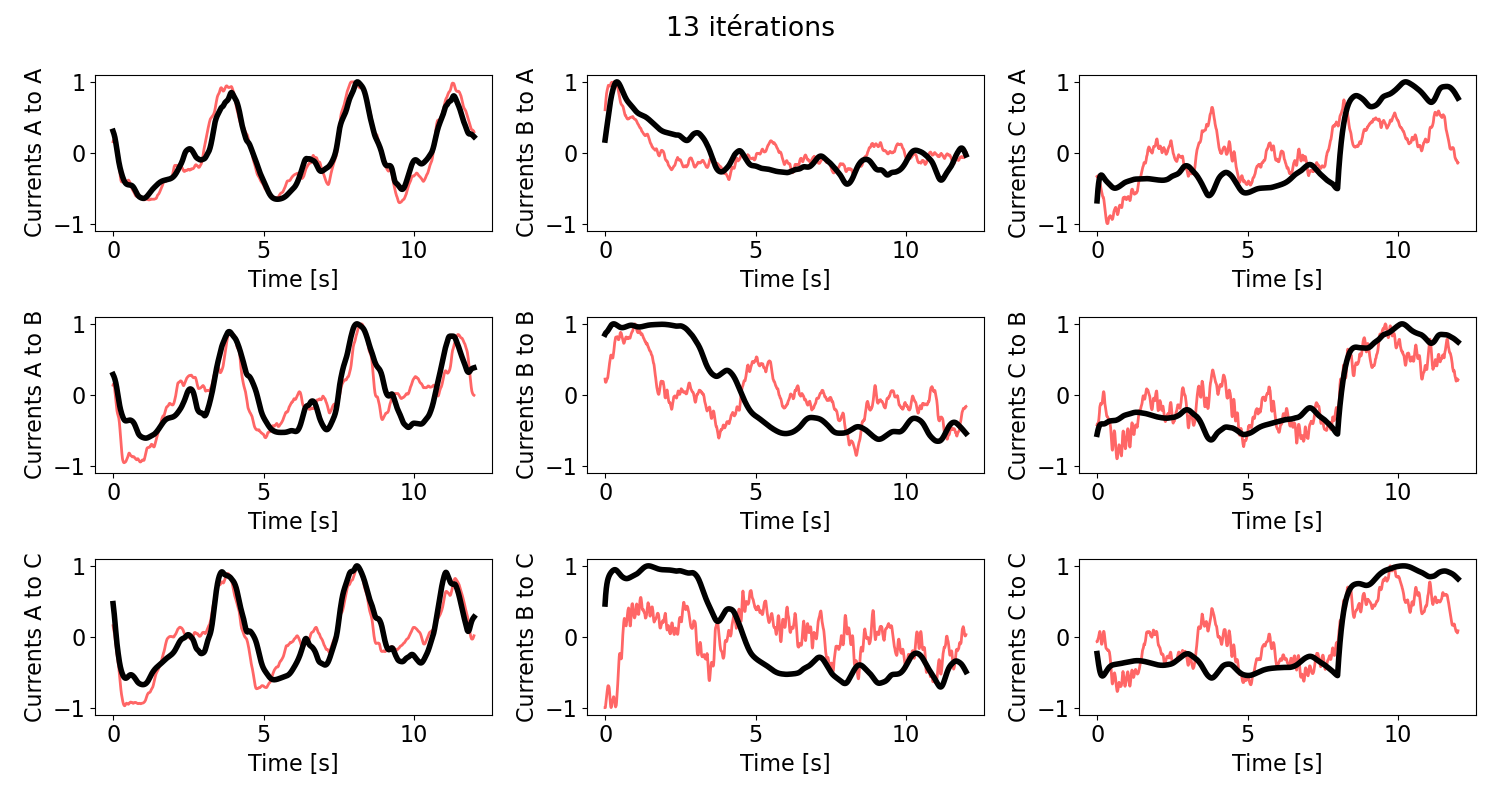 13 itérations
Currents A to A
1
0
−1
0
5
10
Time [s]
Currents B to A
1
0
−1
0
5
10
Time [s]
Currents C to A
1
0
−1
0
5
10
Time [s]
Currents A to B
1
0
−1
0
5
10
Time [s]
Currents B to B
1
0
−1
0
5
10
Time [s]
Currents C to B
1
0
−1
0
5
10
Time [s]
Currents A to C
1
0
−1
0
5
10
Time [s]
Currents B to C
1
0
−1
0
5
10
Time [s]
Currents C to C
1
0
−1
0
5
10
Time [s]